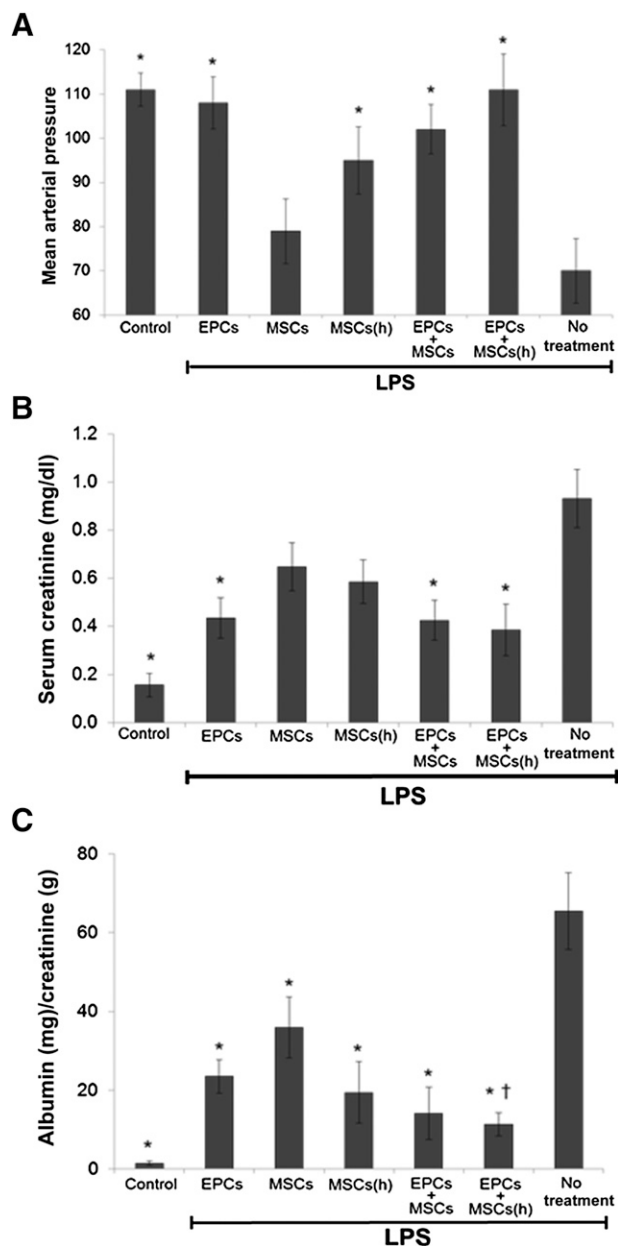 A
Mean arterial pressure
120
110
100
90
80
70
60
* * * * *
Control EPCs MSCs MSCs(h) EPCs + MSCs EPCs + MSCs(h) No treatment
LPS
B
Serum creatinine (mg/dl)
1.2
1.0
0.8
0.6
0.4
0.2
0.0
* * * *
Control EPCs MSCs MSCs(h) EPCs + MSCs EPCs + MSCs(h) No treatment
LPS
C
Albumin (mg)/creatinine (g)
80
60
40
20
0
* * * * * * †
Control EPCs MSCs MSCs(h) EPCs + MSCs EPCs + MSCs(h) No treatment
LPS